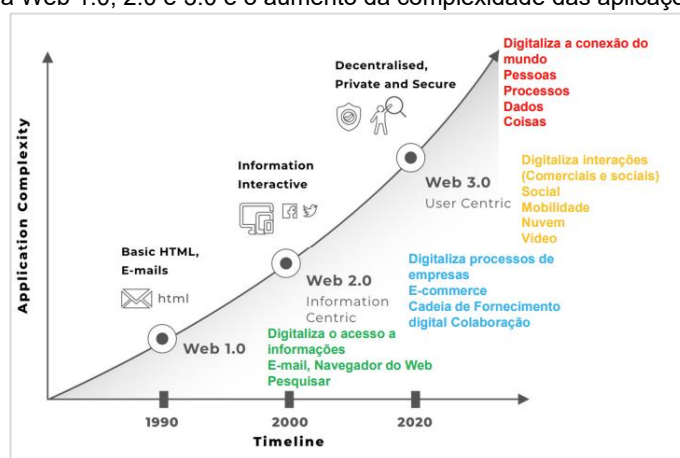 a Web 1.0, 2.0 e 3.0 e o aumento da complexidade das aplicaçõ
Digitaliza a conexão do
mundo
Pessoas
Processos
Dados
Coisas
Decentralised,
Private and Secure
Information
Interactive
Web 3.0
User Centric
Digitaliza interações
(Comerciais e sociais)
Social
Mobilidade
Nuvem
Vídeo
Basic HTML,
E-mails
html
Web 2.0
Information
Centric
Digitaliza processos de
empresas
E-commerce
Cadeia de Fornecimento
digital Colaboração
Web 1.0
Digitaliza o acesso a
informações
E-mail, Navegador do Web
Pesquisar
Application Complexity
1990
2000
2020
Timeline